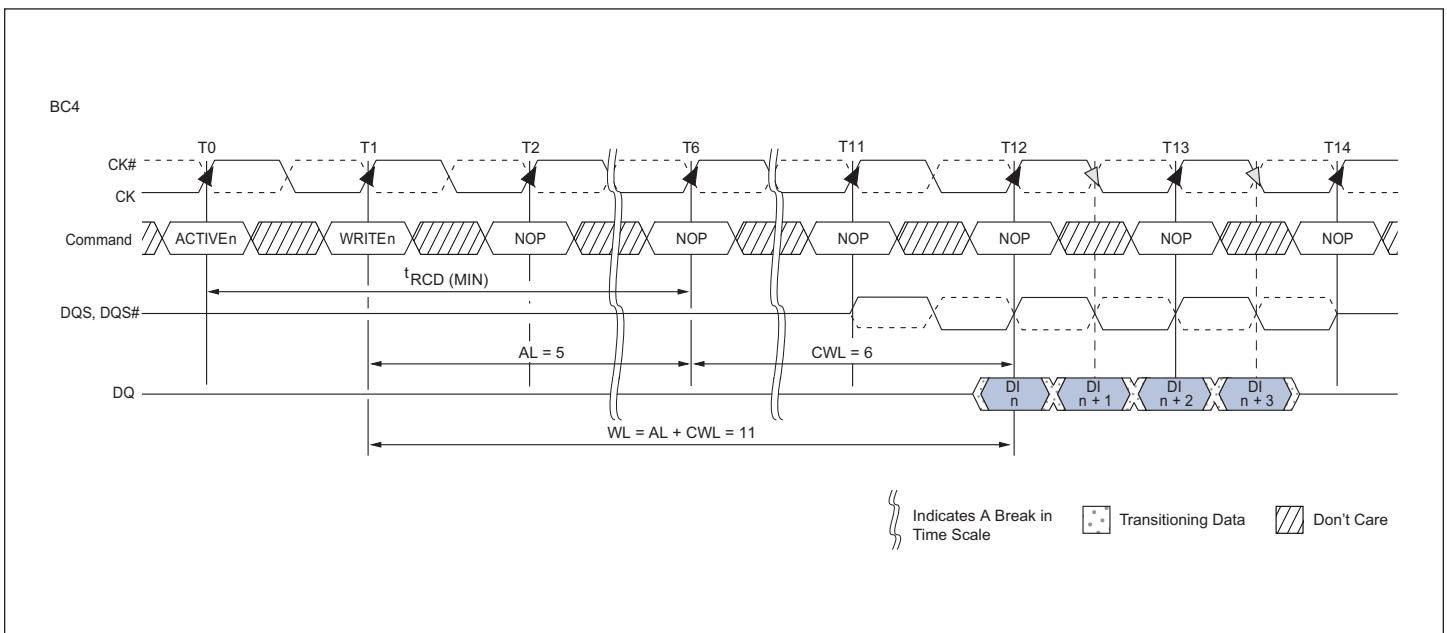 BC4
T0 T1 T2 T6 T11 T12 T13 T14
CK#
CK
Command ACTIVEn WRITEn NOP NOP NOP NOP NOP NOP
tRCD (MIN)
DQS, DQS#
AL = 5 CWL = 6
DQ DI n DI n + 1 DI n + 2 DI n + 3
WL = AL + CWL = 11
Indicates A Break in
Time Scale
Transitioning Data
Don't Care